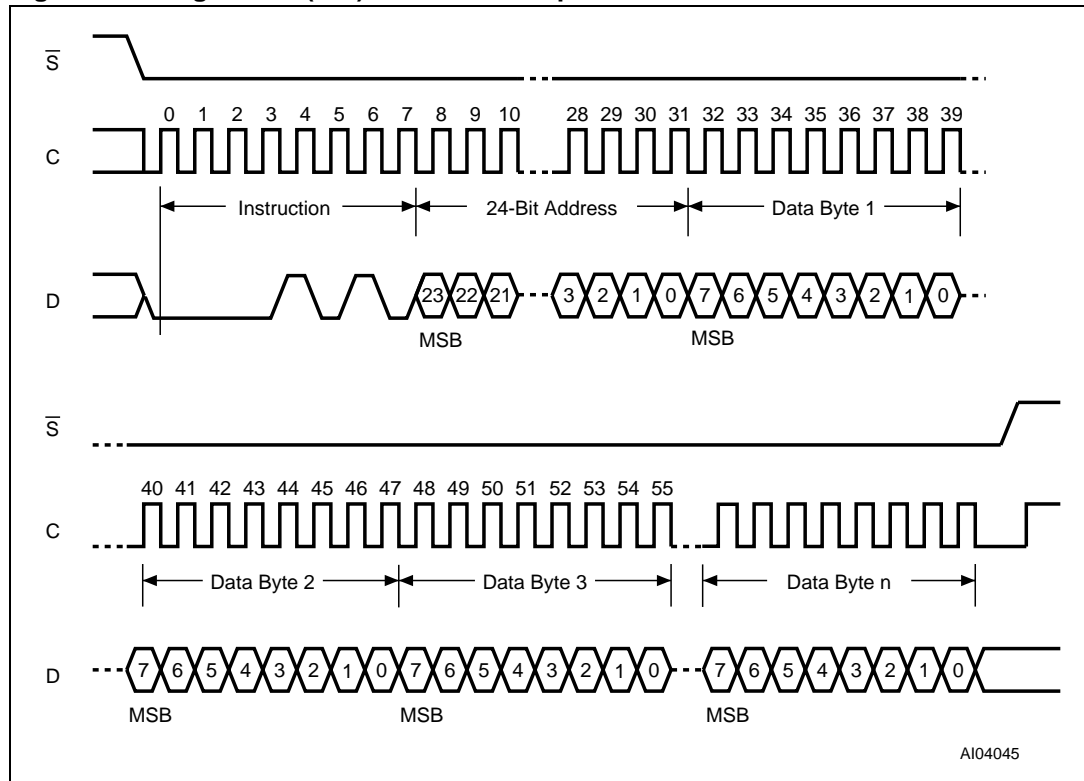 S
0 1 2 3 4 5 6 7 8 9 10 28 29 30 31 32 33 34 35 36 37 38 39
C
Instruction 24-Bit Address Data Byte 1
D 23 22 21 3 2 1 0 7 6 5 4 3 2 1 0
MSB MSB
S
40 41 42 43 44 45 46 47 48 49 50 51 52 53 54 55
C
Data Byte 2 Data Byte 3 Data Byte n
D 7 6 5 4 3 2 1 0 7 6 5 4 3 2 1 0 7 6 5 4 3 2 1 0
MSB MSB MSB
AI04045